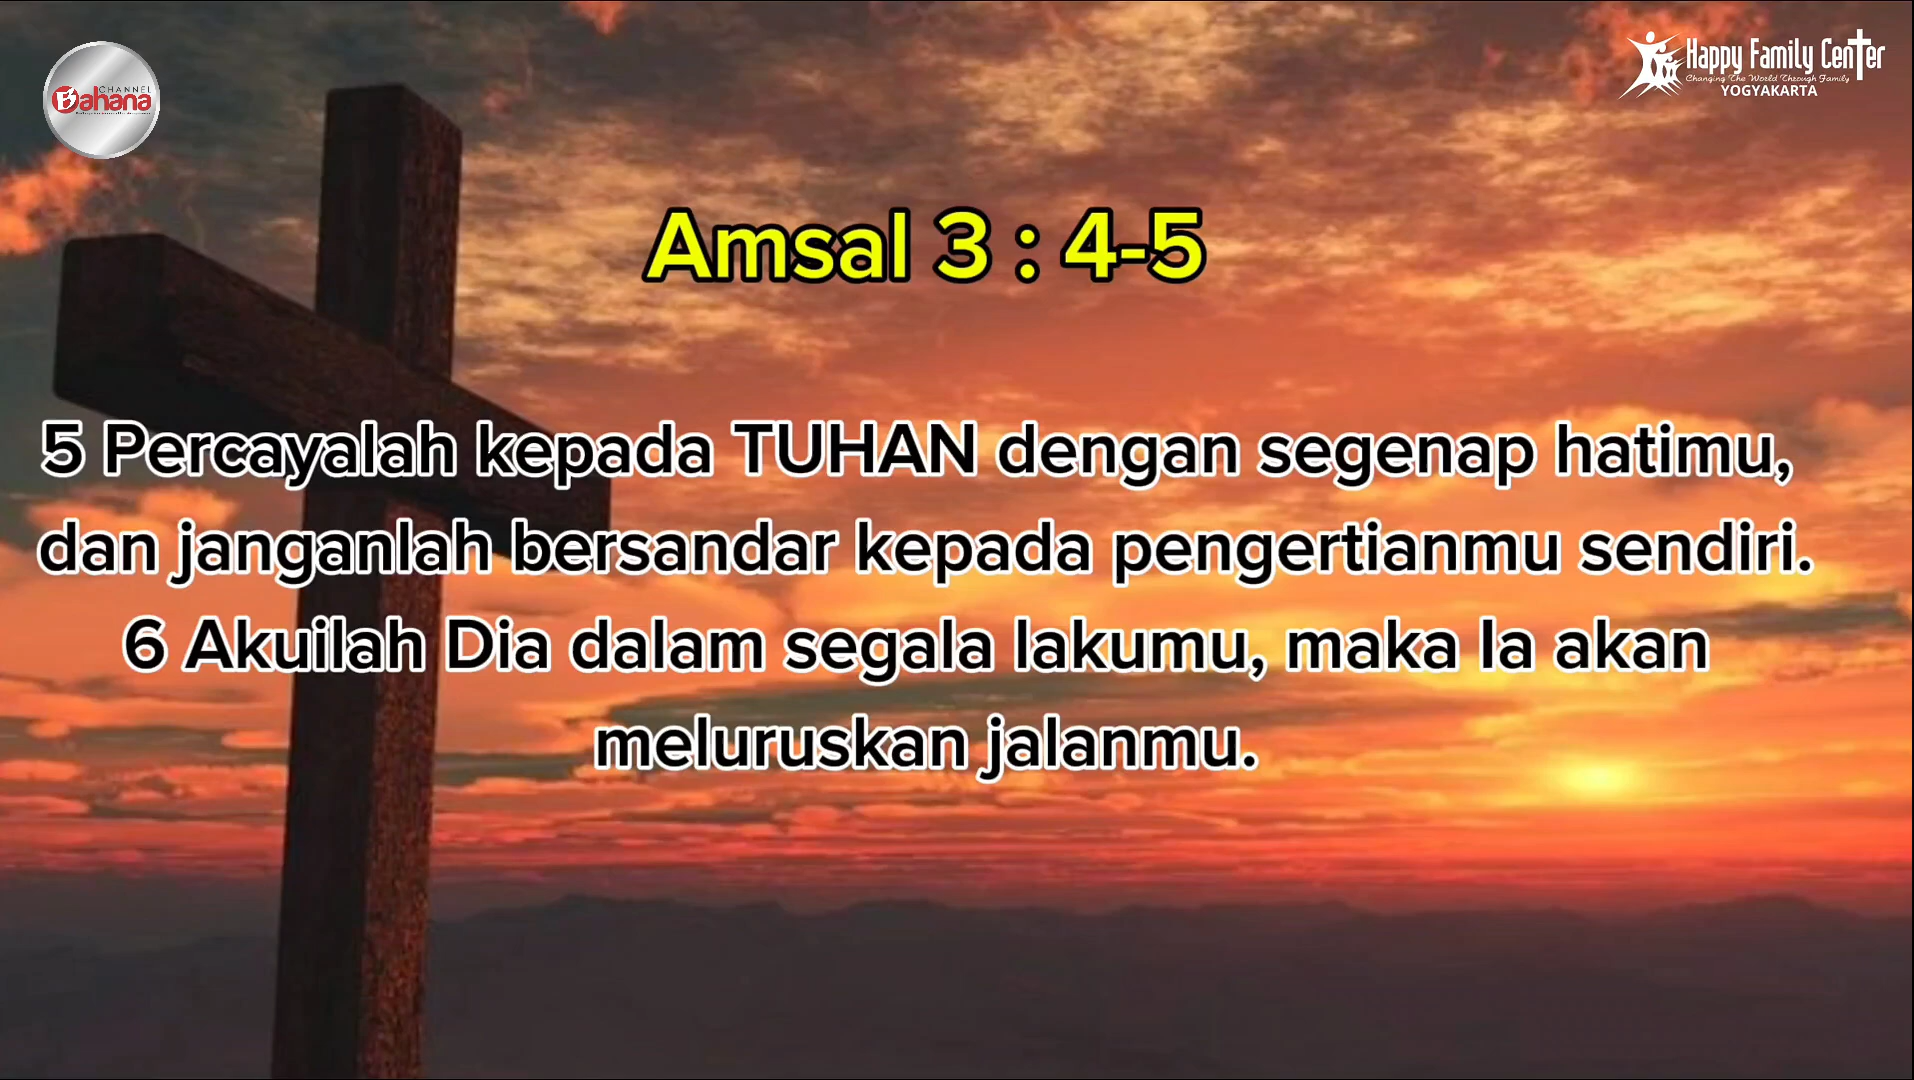 CHANNEL
Bahana
Happy Family Center
Changing The World Through Family
YOGYAKARTA
Amsal 3 : 4-5
5 Percayalah kepada TUHAN dengan segenap hatimu,
dan janganlah bersandar kepada pengertianmu sendiri.
6 Akuilah Dia dalam segala lakumu, maka Ia akan
meluruskan jalanmu.